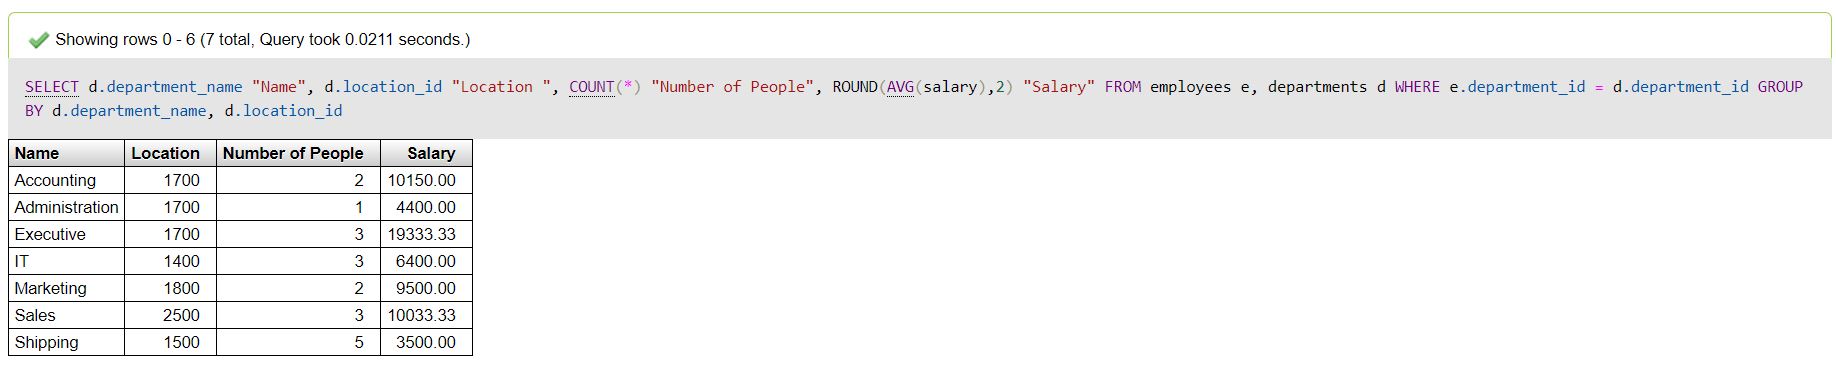 Showing rows 0 - 6 (7 total, Query took 0.0211 seconds.)
SELECT d.department_name "Name", d.location_id "Location ", COUNT(*) "Number of People", ROUND(AVG(salary),2) "Salary" FROM employees e, departments d WHERE e.department_id = d.department_id GROUP
BY d.department_name, d.location_id
Name Location Number of People Salary
Accounting 1700 2 10150.00
Administration 1700 1 4400.00
Executive 1700 3 19333.33
IT 1400 3 6400.00
Marketing 1800 2 9500.00
Sales 2500 3 10033.33
Shipping 1500 5 3500.00